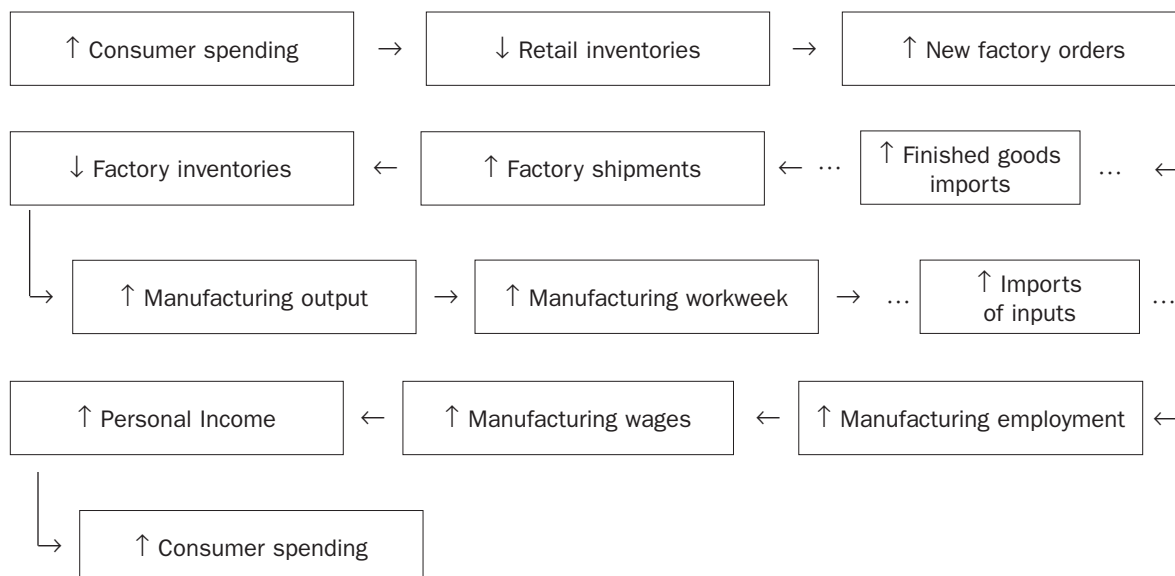 ↑ Consumer spending → ↓ Retail inventories → ↑ New factory orders
↓ Factory inventories ← ↑ Factory shipments ← … ↑ Finished goods
imports … ←
↑ Manufacturing output → ↑ Manufacturing workweek → … ↑ Imports
of inputs …
↑ Personal Income ← ↑ Manufacturing wages ← ↑ Manufacturing employment ←
↑ Consumer spending